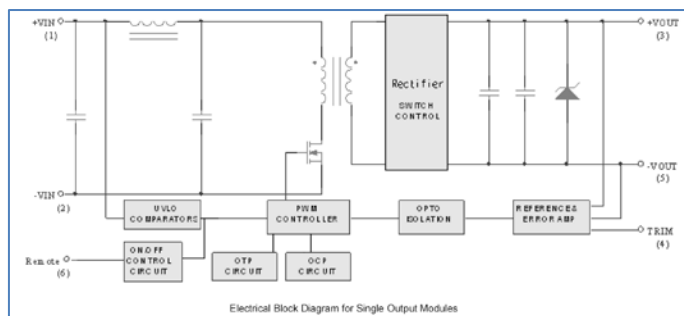 +VIN
(1)
+VOUT
(3)
Rectifier
SWITCH
CONTROL
-VIN
(2)
-VOUT
(5)
UVLO
COMPARATORS
PWM
CONTROLLER
OPTO
ISOLATION
REFERENCE&
ERROR AMP
TRIM
(4)
Remote
(6)
ON/OFF
CONTROL
CIRCUIT
OTP
CIRCUIT
OCP
CIRCUIT
Electrical Block Diagram for Single Output Modules